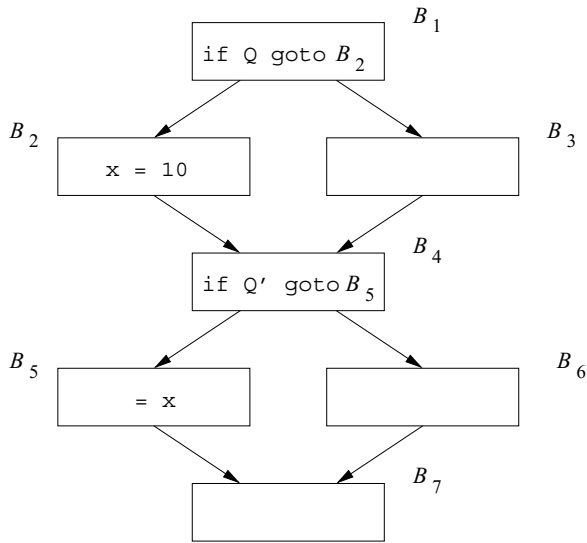 B1
if Q goto B2
B2
B3
x = 10
B4
if Q' goto B5
B5
B6
= x
B7